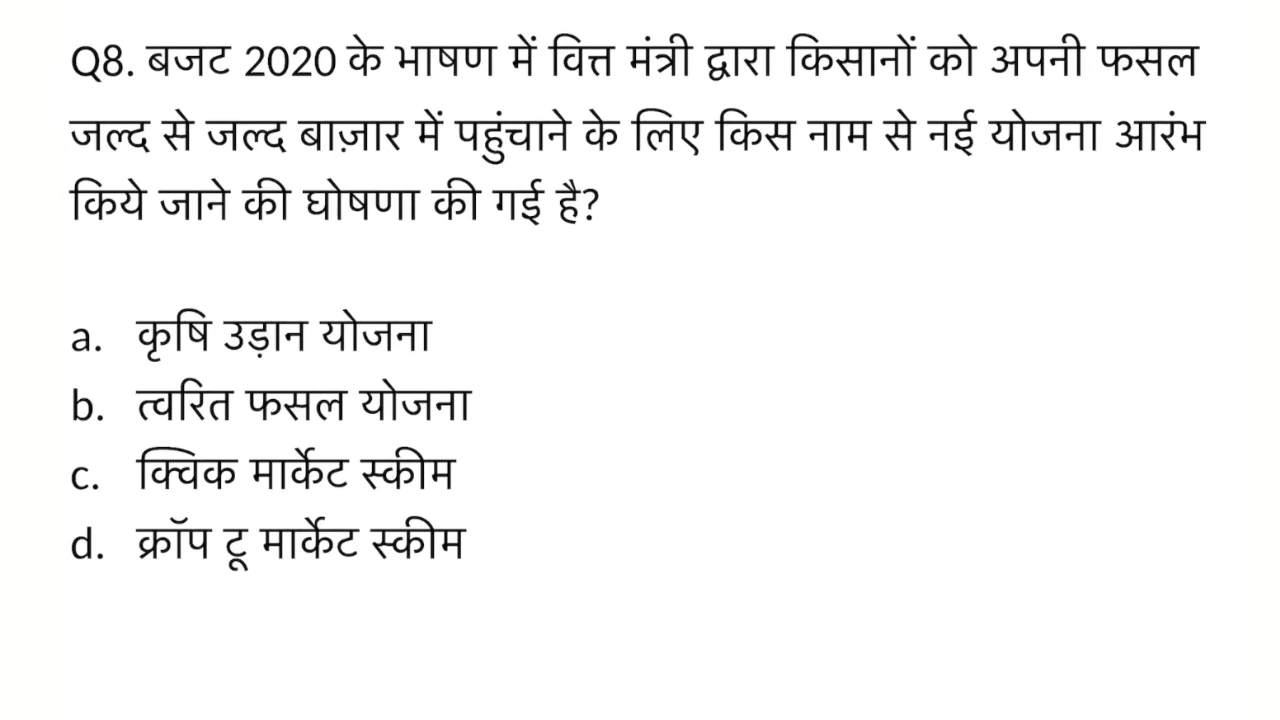 Q8. बजट 2020 के भाषण में वित्त मंत्री द्वारा किसानों को अपनी फसल
जल्द से जल्द बाज़ार में पहुंचाने के लिए किस नाम से नई योजना आरंभ
किये जाने की घोषणा की गई है?
a. कृषि उड़ान योजना
b. त्वरित फसल योजना
c. क्विक मार्केट स्कीम
d. क्रॉप टू मार्केट स्कीम